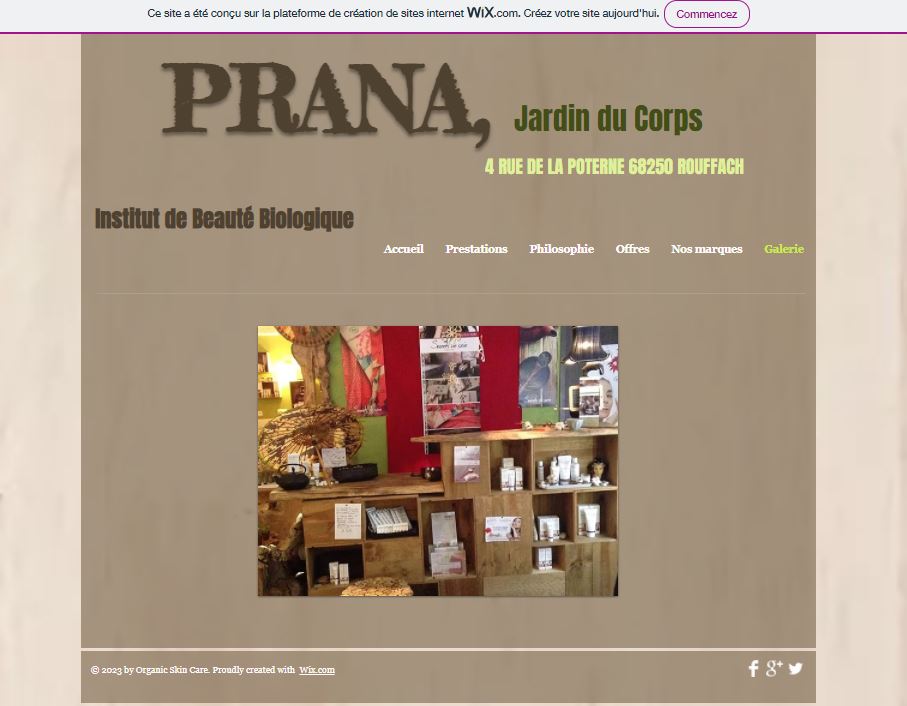 Ce site a été conçu sur la plateforme de création de sites internet WiX.com. Créez votre site aujourd'hui. Commencez
PRANA, Jardin du Corps
4 RUE DE LA POTERNE 68250 ROUFFACH
Institut de Beauté Biologique
Accueil Prestations Philosophie Offres Nos marques Galerie
© 2023 by Organic Skin Care. Proudly created with Wix.com